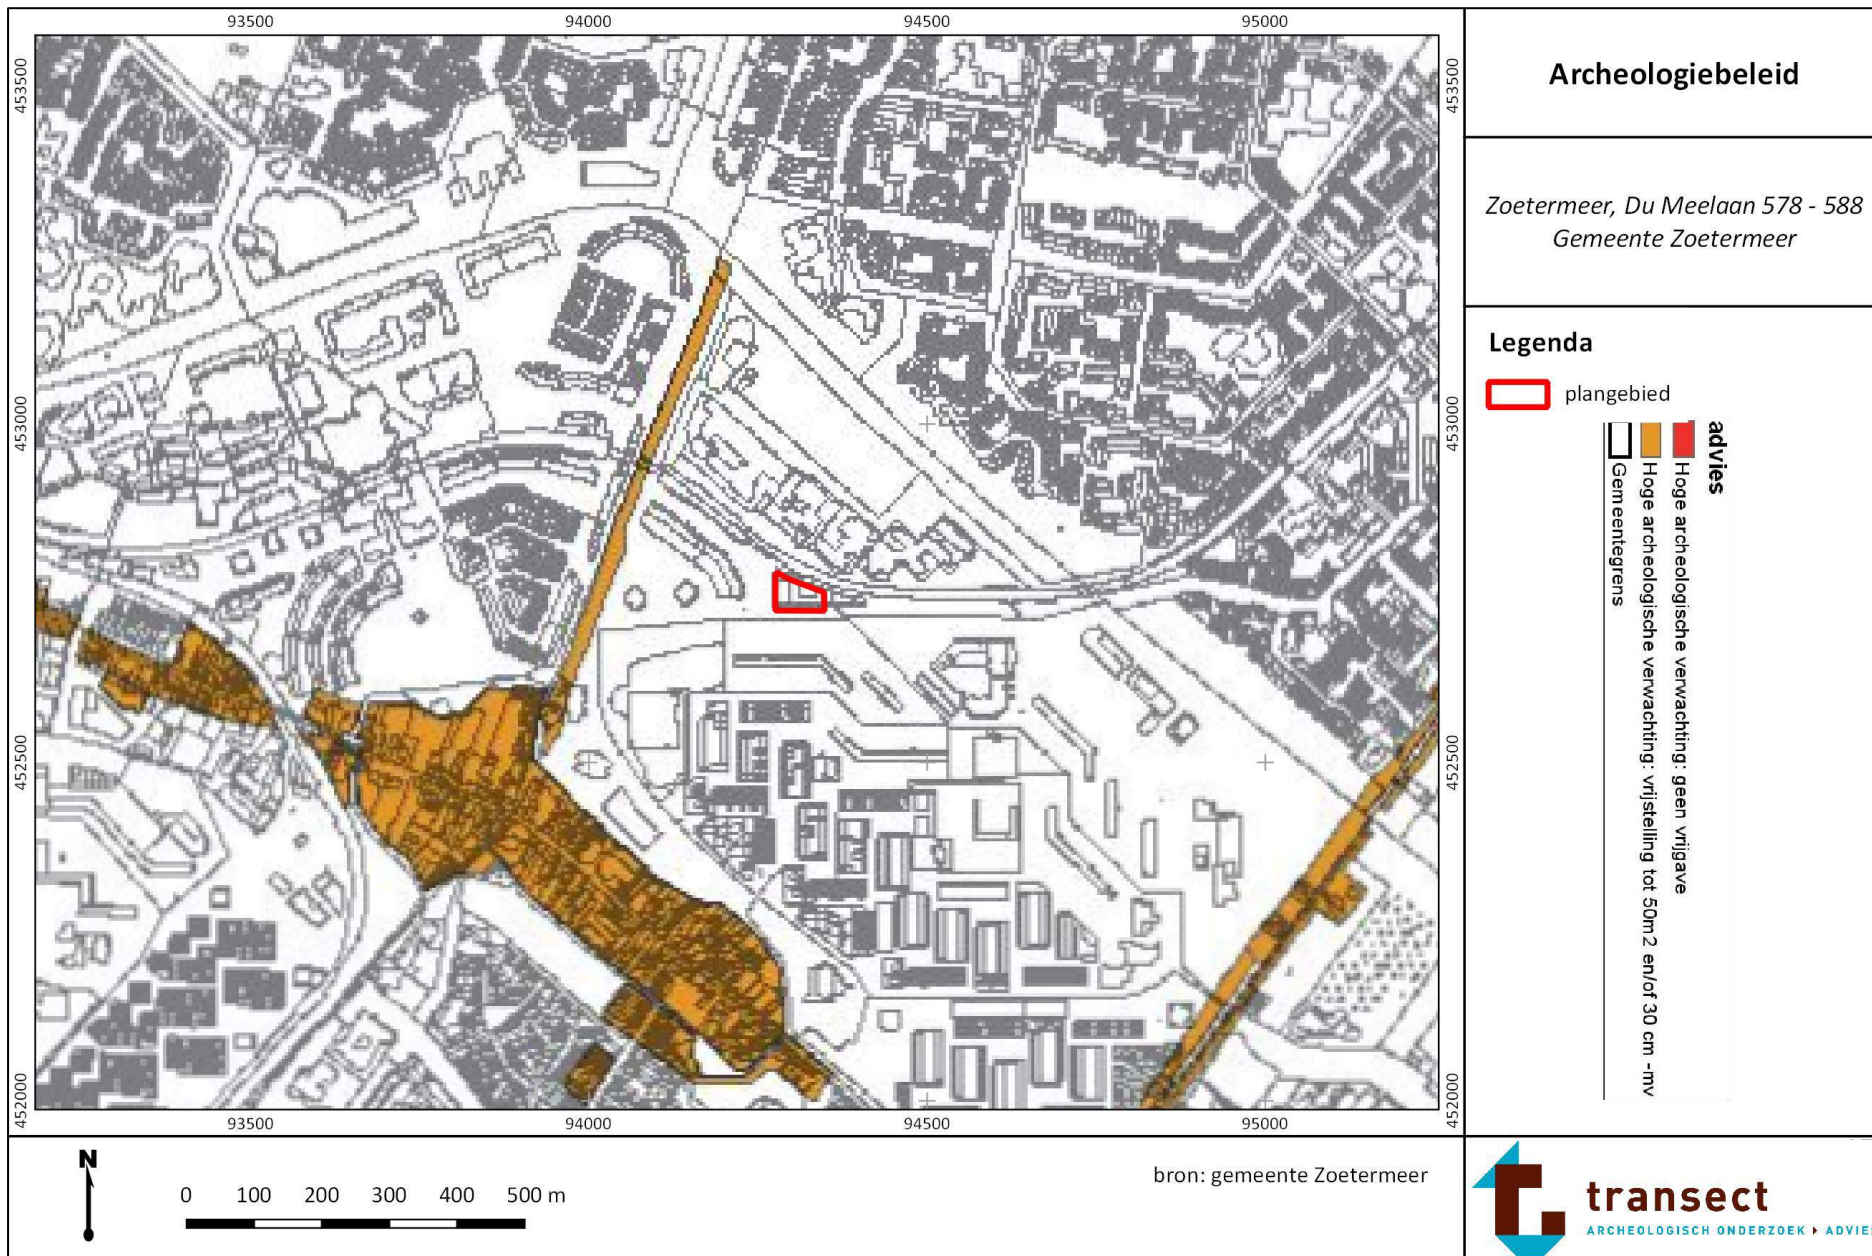 93500 94000 94500 95000
453500 453500
453000 453000
452500 452500
452000 452000
93500 94000 94500 95000
Archeologiebeleid
Zoetermeer, Du Meelaan 578 - 588
Gemeente Zoetermeer
Legenda
plangebied
advies
Hoge archeologische verwachting: geen vrijgave
Hoge archeologische verwachting: vrijstelling tot 50m2 en/of 30 cm -mv
Gemeentegrens
N
0 100 200 300 400 500 m
bron: gemeente Zoetermeer
transect
ARCHEOLOGISCH ONDERZOEK ▸ ADVIE